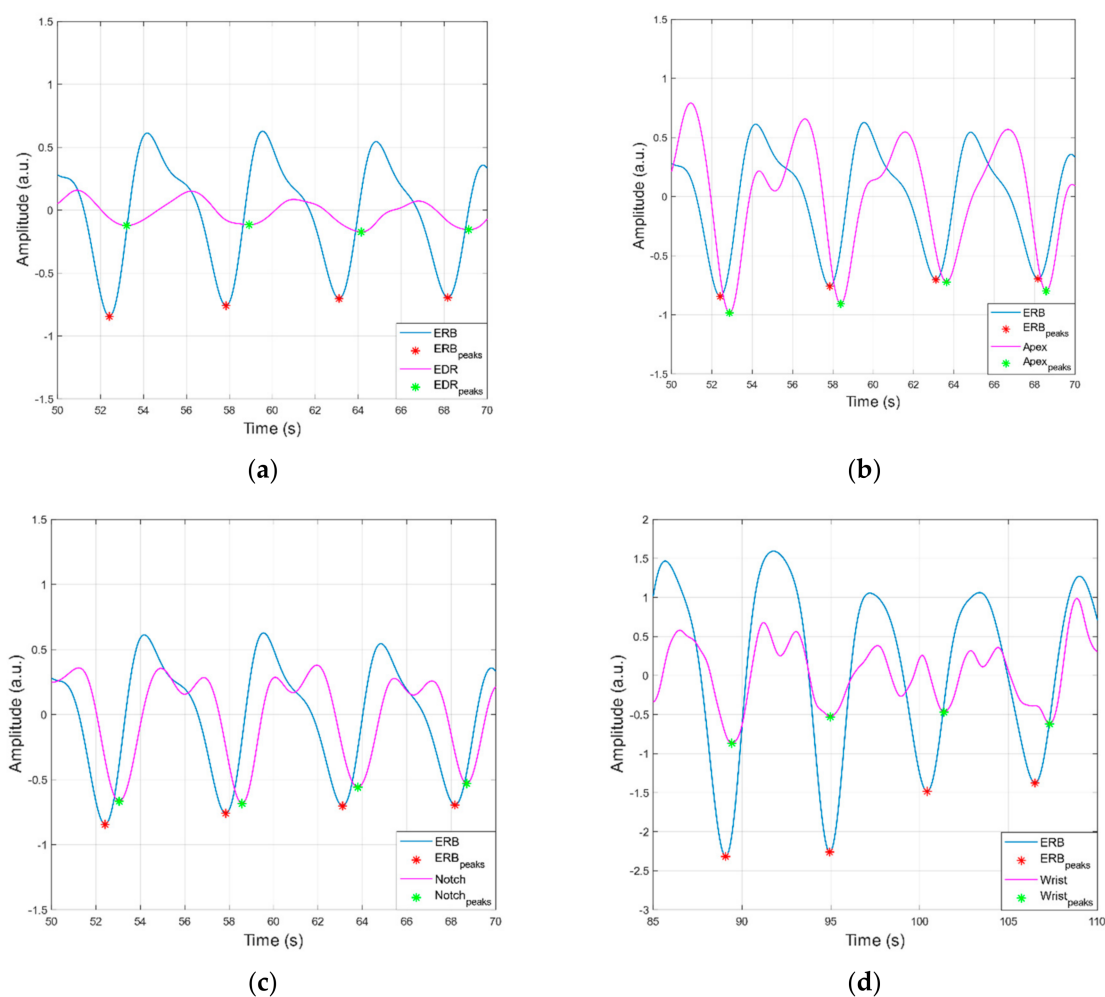 1.5
1
0.5
0
-0.5
-1
-1.5
Amplitude (a.u.)
50 52 54 56 58 60 62 64 66 68 70
Time (s)
ERB
ERBpeaks
EDR
EDRpeaks
(a)
1.5
1
0.5
0
-0.5
-1
-1.5
Amplitude (a.u.)
50 52 54 56 58 60 62 64 66 68 70
Time (s)
ERB
ERBpeaks
Apex
Apexpeaks
(b)
1.5
1
0.5
0
-0.5
-1
-1.5
Amplitude (a.u.)
50 52 54 56 58 60 62 64 66 68 70
Time (s)
ERB
ERBpeaks
Notch
Notchpeaks
(c)
2
1.5
1
0.5
0
-0.5
-1
-1.5
-2
-2.5
-3
Amplitude (a.u.)
85 90 95 100 105 110
Time (s)
ERB
ERBpeaks
Wrist
Wristpeaks
(d)